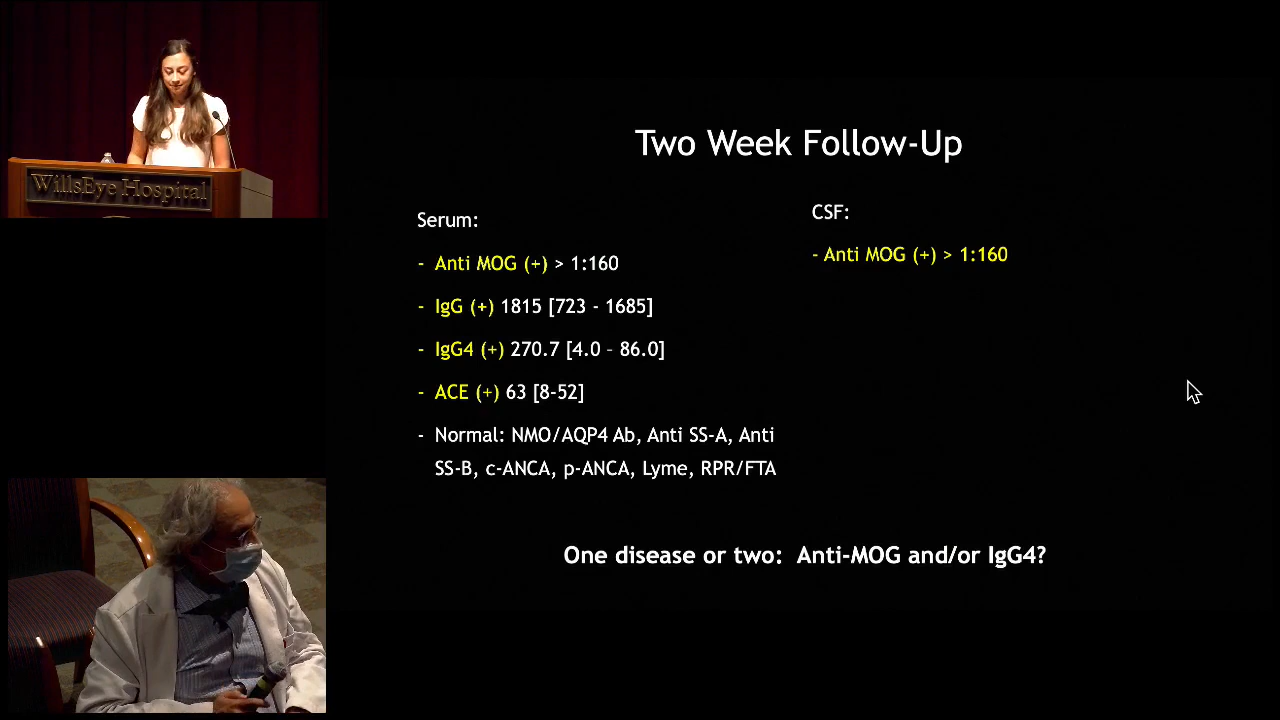 WillsEye Hospital
Two Week Follow-Up
Serum:
- Anti MOG (+) > 1:160
- IgG (+) 1815 [723 - 1685]
- IgG4 (+) 270.7 [4.0 – 86.0]
- ACE (+) 63 [8-52]
- Normal: NMO/AQP4 Ab, Anti SS-A, Anti
SS-B, c-ANCA, p-ANCA, Lyme, RPR/FTA
CSF:
- Anti MOG (+) > 1:160
One disease or two: Anti-MOG and/or IgG4?